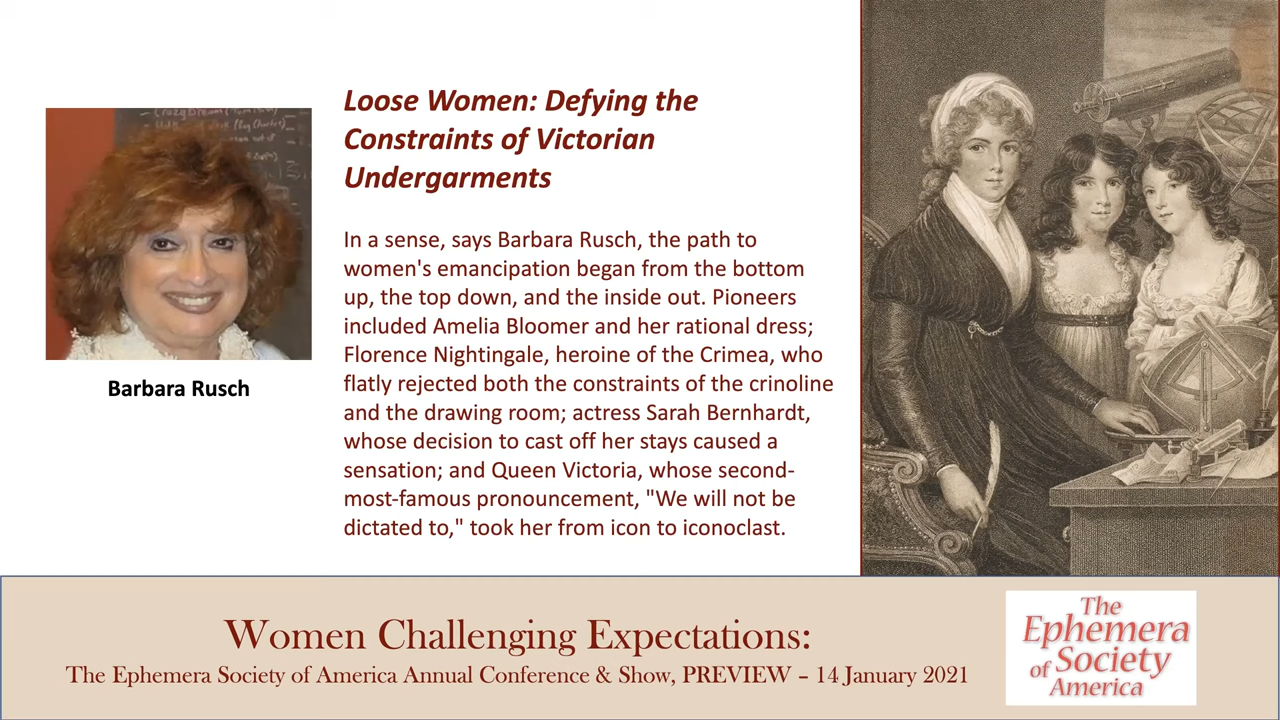 Loose Women: Defying the
Constraints of Victorian
Undergarments
In a sense, says Barbara Rusch, the path to
women's emancipation began from the bottom
up, the top down, and the inside out. Pioneers
included Amelia Bloomer and her rational dress;
Florence Nightingale, heroine of the Crimea, who
flatly rejected both the constraints of the crinoline
and the drawing room; actress Sarah Bernhardt,
whose decision to cast off her stays caused a
sensation; and Queen Victoria, whose second-
most-famous pronouncement, "We will not be
dictated to," took her from icon to iconoclast.
Barbara Rusch
Women Challenging Expectations:
The Ephemera Society of America Annual Conference & Show, PREVIEW – 14 January 2021
The
Ephemera
of Society
America